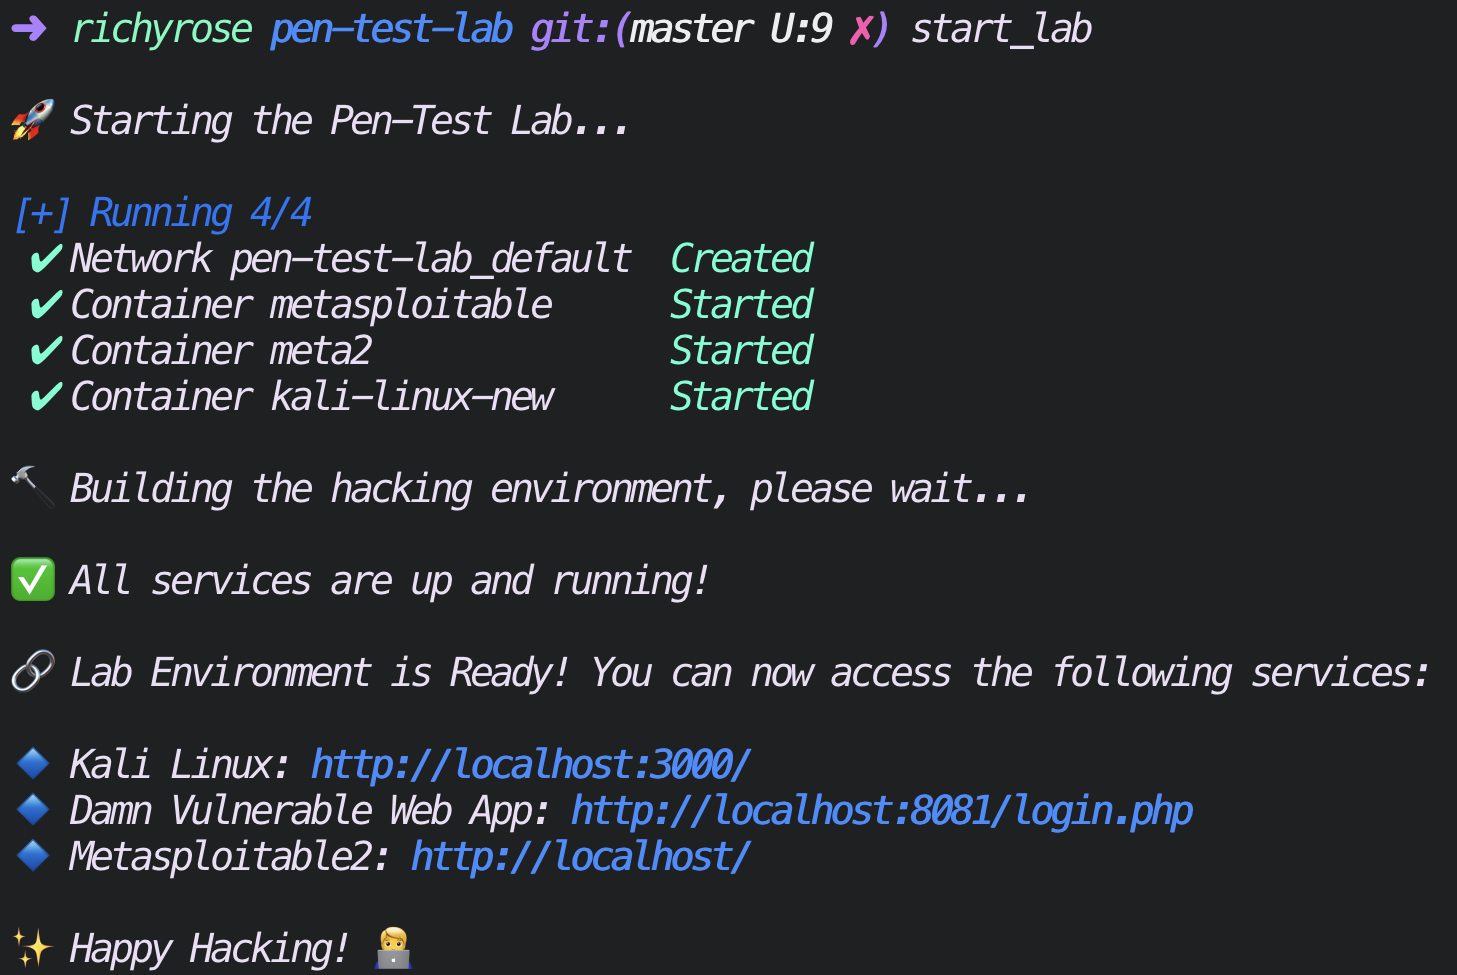 ➜ richyrose pen-test-lab git:(master U:9 ✗) start_lab
🚀 Starting the Pen-Test Lab...
[+] Running 4/4
✔ Network pen-test-lab_default Created
✔ Container metasploitable Started
✔ Container meta2 Started
✔ Container kali-linux-new Started
🔨 Building the hacking environment, please wait...
✅ All services are up and running!
🔗 Lab Environment is Ready! You can now access the following services:
🔹 Kali Linux: http://localhost:3000/
🔹 Damn Vulnerable Web App: http://localhost:8081/login.php
🔹 Metasploitable2: http://localhost/
✨ Happy Hacking! 👨‍💻